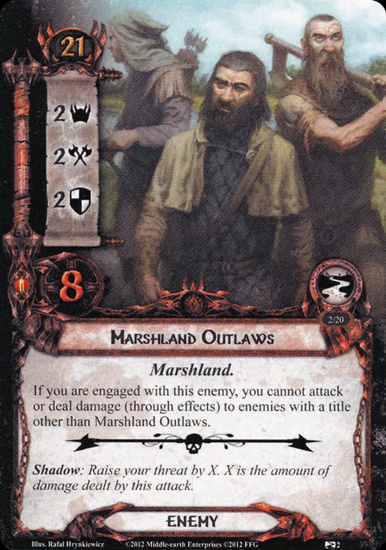 21
2
2
2
8
2/20
MARSHLAND OUTLAWS
Marshland.
If you are engaged with this enemy, you cannot attack
or deal damage (through effects) to enemies with a title
other than Marshland Outlaws.
Shadow: Raise your threat by X. X is the amount of
damage dealt by this attack.
ENEMY
Illus. Rafał Hrynkiewicz
©2012 Middle-earth Enterprises ©2012 FFG
2